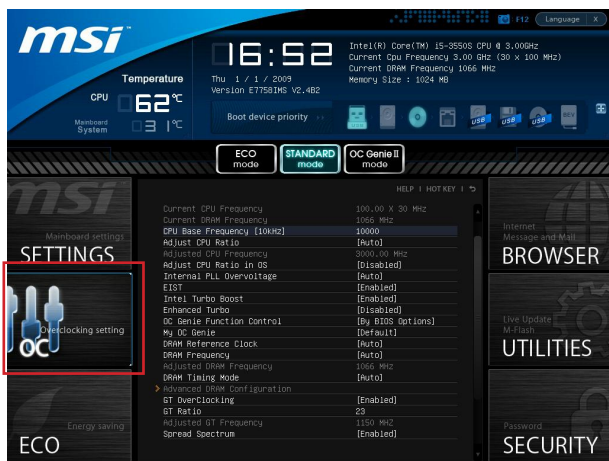 msi
F12
Language
X
16:52
Thu 1 / 1 / 2009
Version E7758IMS V2.4B2
Intel(R) Core(TM) i5-3550S CPU @ 3.00GHz
Current Cpu Frequency 3.00 GHz (30 x 100 MHz)
Current DRAM Frequency 1066 MHz
Memory Size : 1024 MB
Temperature
CPU 62℃
Mainboard
System 31℃
Boot device priority
USB
USB
USB
DEV
ECO
mode
STANDARD
mode
OC Genie II
mode
HELP | HOT KEY |
msi
Mainboard settings
SETTINGS
Overclocking setting
OC
Energy saving
ECO
Current CPU Frequency 100.00 X 30 MHz
Current DRAM Frequency 1066 MHz
CPU Base Frequency [10kHz] 10000
Adjust CPU Ratio [Auto]
Adjusted CPU Frequency 3000.00 MHz
Adjust CPU Ratio in OS [Disabled]
Internal PLL Overvoltage [Auto]
EIST [Enabled]
Intel Turbo Boost [Enabled]
Enhanced Turbo [Disabled]
OC Genie Function Control [By BIOS Options]
My OC Genie [Default]
DRAM Reference Clock [Auto]
DRAM Frequency [Auto]
Adjusted DRAM Frequency 1066 MHz
DRAM Timing Mode [Auto]
Advanced DRAM Configuration
GT OverClocking [Enabled]
GT Ratio 23
Adjusted GT Frequency 1150 MHZ
Spread Spectrum [Enabled]
Internet
Message and Mail
BROWSER
Live Update
M-Flash
UTILITIES
Password
SECURITY